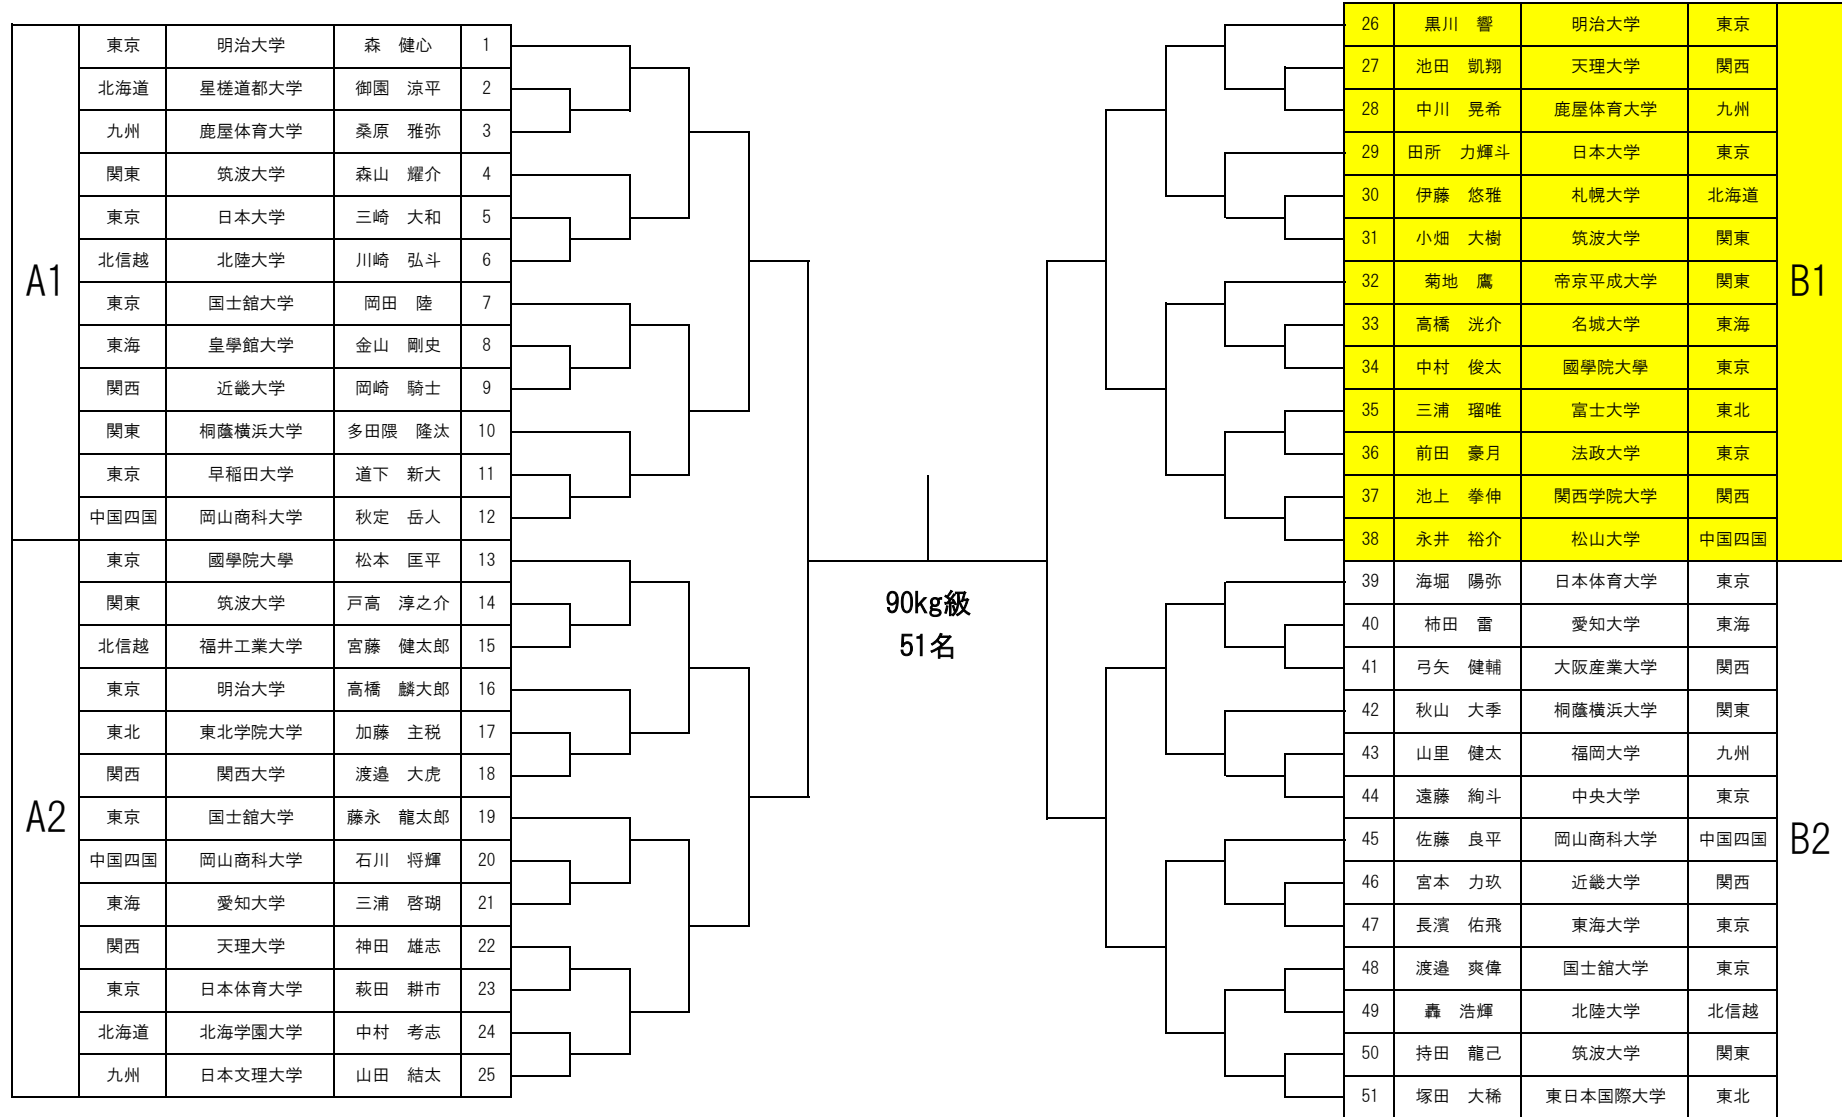 A1
東京 明治大学 森 健心 1
北海道 星槎道都大学 御園 涼平 2
九州 鹿屋体育大学 桑原 雅弥 3
関東 筑波大学 森山 耀介 4
東京 日本大学 三崎 大和 5
北信越 北陸大学 川崎 弘斗 6
東京 国士舘大学 岡田 陸 7
東海 皇學館大学 金山 剛史 8
関西 近畿大学 岡崎 騎士 9
関東 桐蔭横浜大学 多田隈 隆汰 10
東京 早稲田大学 道下 新大 11
中国四国 岡山商科大学 秋定 岳人 12
A2
東京 國學院大學 松本 匡平 13
関東 筑波大学 戸高 淳之介 14
北信越 福井工業大学 宮藤 健太郎 15
東京 明治大学 高橋 麟太郎 16
東北 東北学院大学 加藤 主税 17
関西 関西大学 渡邉 大虎 18
東京 国士舘大学 藤永 龍太郎 19
中国四国 岡山商科大学 石川 将輝 20
東海 愛知大学 三浦 啓瑚 21
関西 天理大学 神田 雄志 22
東京 日本体育大学 萩田 耕市 23
北海道 北海学園大学 中村 考志 24
九州 日本文理大学 山田 結太 25
90kg級
51名
26 黒川 響 明治大学 東京
27 池田 凱翔 天理大学 関西
28 中川 晃希 鹿屋体育大学 九州
29 田所 力輝斗 日本大学 東京
30 伊藤 悠雅 札幌大学 北海道
31 小畑 大樹 筑波大学 関東
32 菊地 鷹 帝京平成大学 関東
33 高橋 洸介 名城大学 東海
34 中村 俊太 國學院大學 東京
35 三浦 瑠唯 富士大学 東北
36 前田 豪月 法政大学 東京
37 池上 拳伸 関西学院大学 関西
38 永井 裕介 松山大学 中国四国
B1
39 海堀 陽弥 日本体育大学 東京
40 柿田 雷 愛知大学 東海
41 弓矢 健輔 大阪産業大学 関西
42 秋山 大季 桐蔭横浜大学 関東
43 山里 健太 福岡大学 九州
44 遠藤 絢斗 中央大学 東京
45 佐藤 良平 岡山商科大学 中国四国
46 宮本 力玖 近畿大学 関西
47 長濱 佑飛 東海大学 東京
48 渡邉 爽偉 国士舘大学 東京
49 轟 浩輝 北陸大学 北信越
50 持田 龍己 筑波大学 関東
51 塚田 大稀 東日本国際大学 東北
B2